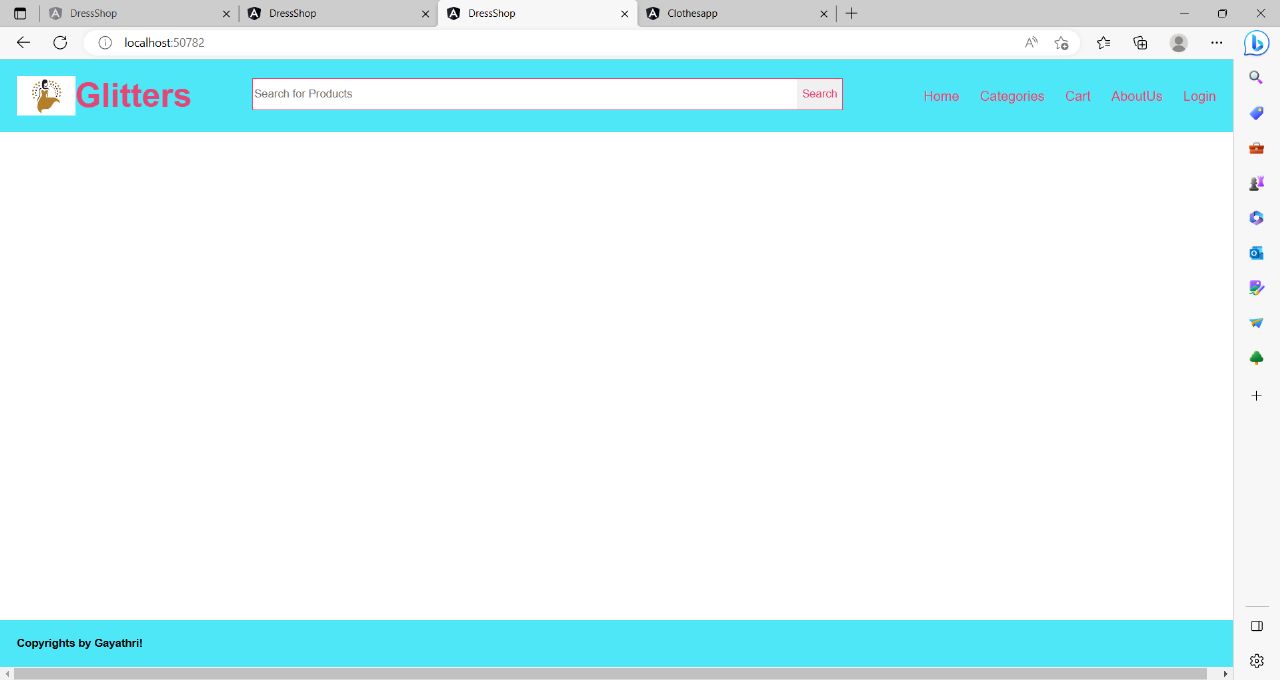 DressShop
DressShop
DressShop
Clothesapp
localhost:50782
Glitters
Search for Products
Search
Home
Categories
Cart
AboutUs
Login
Copyrights by Gayathri!